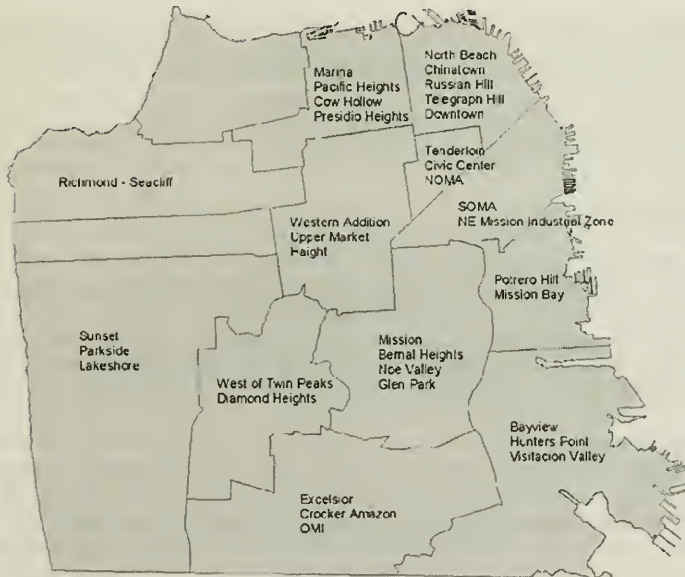 Marina
Pacific Heights
Cow Hollow
Presidio Heights
North Beach
Chinatown
Russian Hill
Telegraph Hill
Downtown
Tenderloin
Civic Center
NOMA
Richmond - Seacliff
SOMA
NE Mission Industrial Zone
Western Addition
Upper Market
Haight
Potrero Hill
Mission Bay
Sunset
Parkside
Lakeshore
Mission
Bernal Heights
Noe Valley
Glen Park
West of Twin Peaks
Diamond Heights
Bayview
Hunters Point
Visitacion Valley
Excelsior
Crocker Amazon
OMI